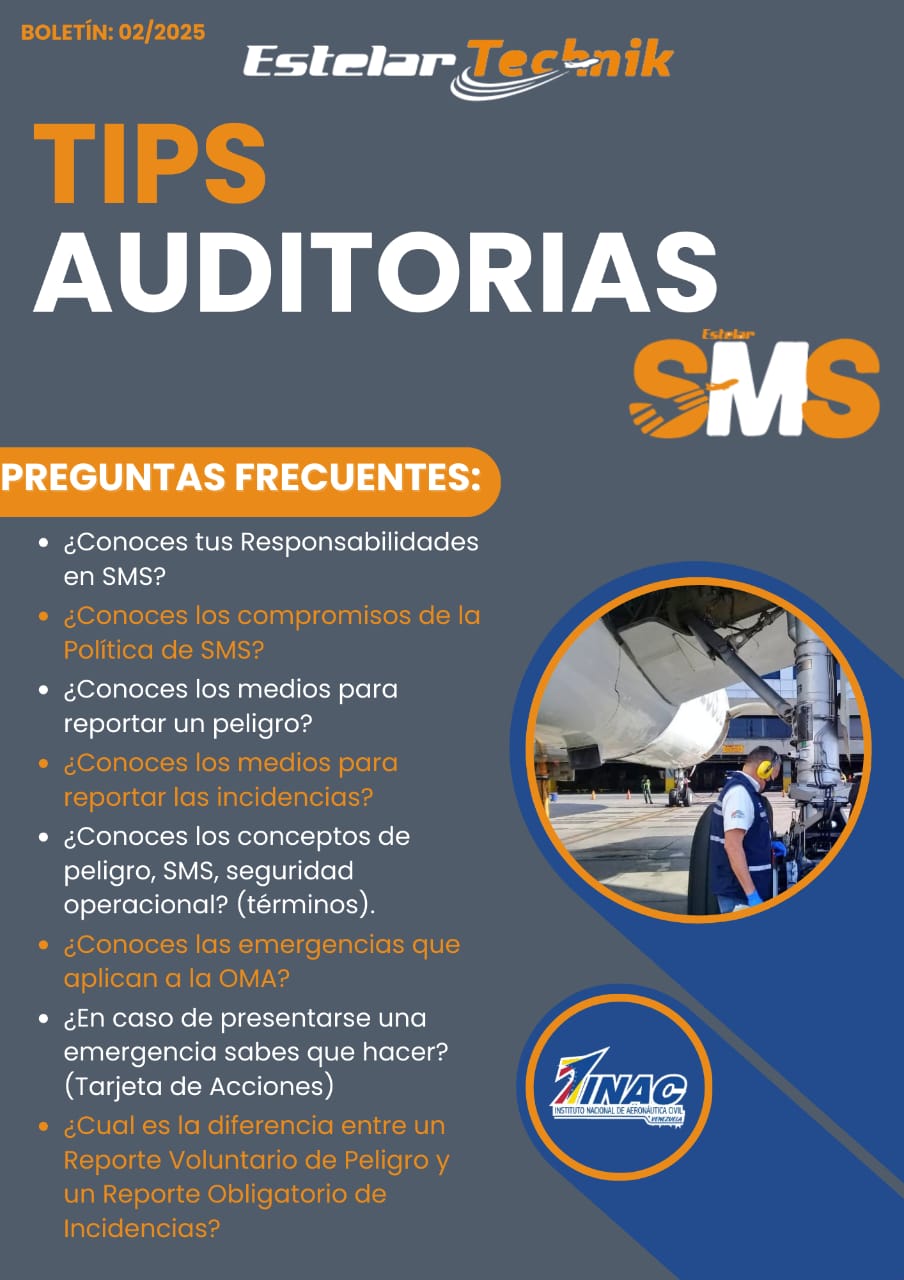 BOLETÍN: 02/2025
Estelar Technik
TIPS
AUDITORIAS
Estelar
SMS
PREGUNTAS FRECUENTES:
• ¿Conoces tus Responsabilidades
en SMS?
• ¿Conoces los compromisos de la
Política de SMS?
• ¿Conoces los medios para
reportar un peligro?
• ¿Conoces los medios para
reportar las incidencias?
• ¿Conoces los conceptos de
peligro, SMS, seguridad
operacional? (términos).
• ¿Conoces las emergencias que
aplican a la OMA?
• ¿En caso de presentarse una
emergencia sabes que hacer?
(Tarjeta de Acciones)
• ¿Cual es la diferencia entre un
Reporte Voluntario de Peligro y
un Reporte Obligatorio de
Incidencias?
INAC
INSTITUTO NACIONAL DE AERONÁUTICA CIVIL
VENEZUELA